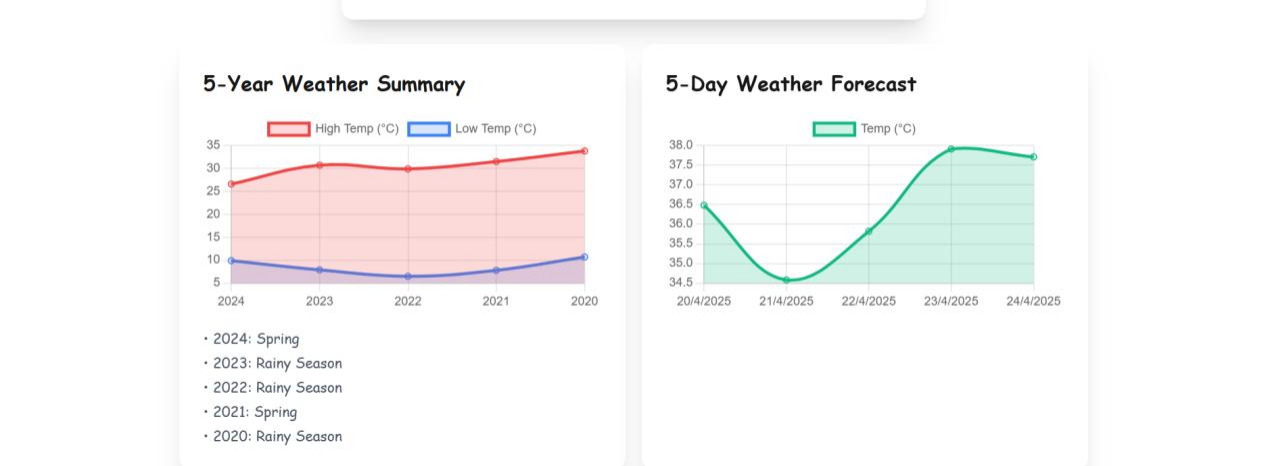 5-Year Weather Summary
High Temp (°C) Low Temp (°C)
35
30
25
20
15
10
5
2024 2023 2022 2021 2020
• 2024: Spring
• 2023: Rainy Season
• 2022: Rainy Season
• 2021: Spring
• 2020: Rainy Season
5-Day Weather Forecast
Temp (°C)
38.0
37.5
37.0
36.5
36.0
35.5
35.0
34.5
20/4/2025 21/4/2025 22/4/2025 23/4/2025 24/4/2025